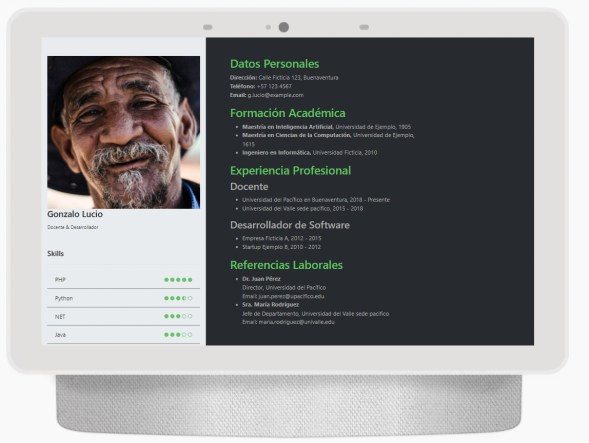 Gonzalo Lucio
Docente & Desarrollador
Skills
PHP
Python
NET
Java
Datos Personales
Dirección: Calle Ficticia 123, Buenaventura
Teléfono: +57 123 4567
Email: g.lucio@example.com
Formación Académica
Maestría en Inteligencia Artificial, Universidad de Ejemplo, 1905
Maestría en Ciencias de la Computación, Universidad de Ejemplo,
1615
Ingeniero en Informática, Universidad Ficticia, 2010
Experiencia Profesional
Docente
Universidad del Pacífico en Buenaventura, 2018 - Presente
Universidad del Valle sede pacífico, 2015 - 2018
Desarrollador de Software
Empresa Ficticia A, 2012 - 2015
Startup Ejemplo B, 2010 - 2012
Referencias Laborales
Dr. Juan Pérez
Director, Universidad del Pacífico
Email: juan.perez@upacifico.edu
Sra. María Rodríguez
Jefe de Departamento, Universidad del Valle sede pacífico
Email: maria.rodriguez@univalle.edu